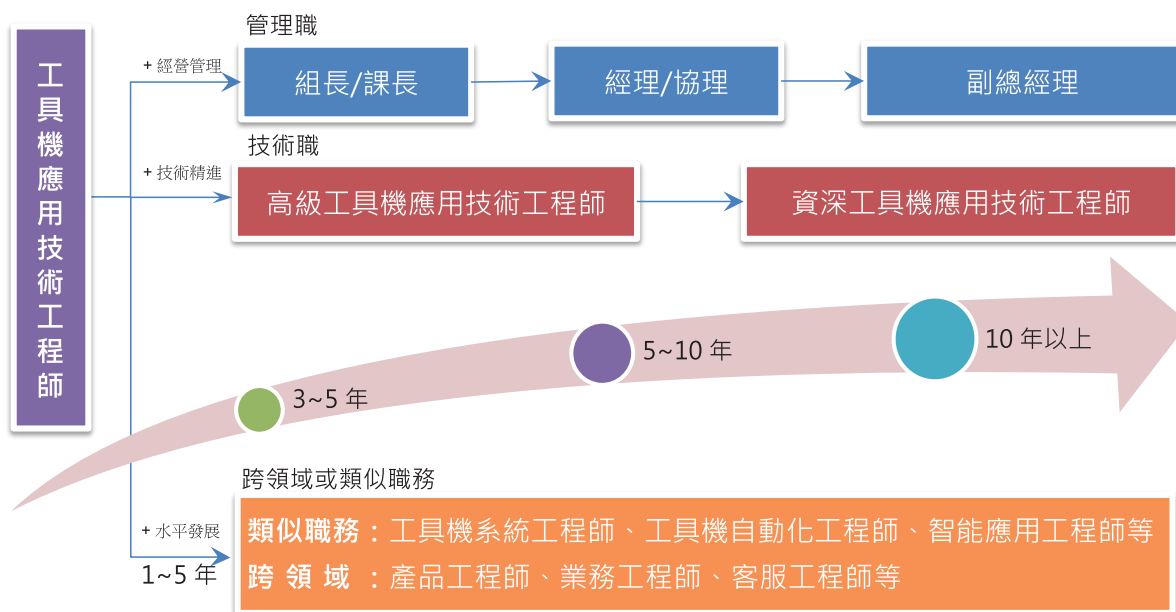 工具機應用技術工程師
管理職
+ 經營管理
組長/課長
經理/協理
副總經理
技術職
+ 技術精進
高級工具機應用技術工程師
資深工具機應用技術工程師
3~5 年
5~10 年
10 年以上
跨領域或類似職務
+ 水平發展
1~5 年
類似職務：工具機系統工程師、工具機自動化工程師、智能應用工程師等
跨 領 域 ：產品工程師、業務工程師、客服工程師等